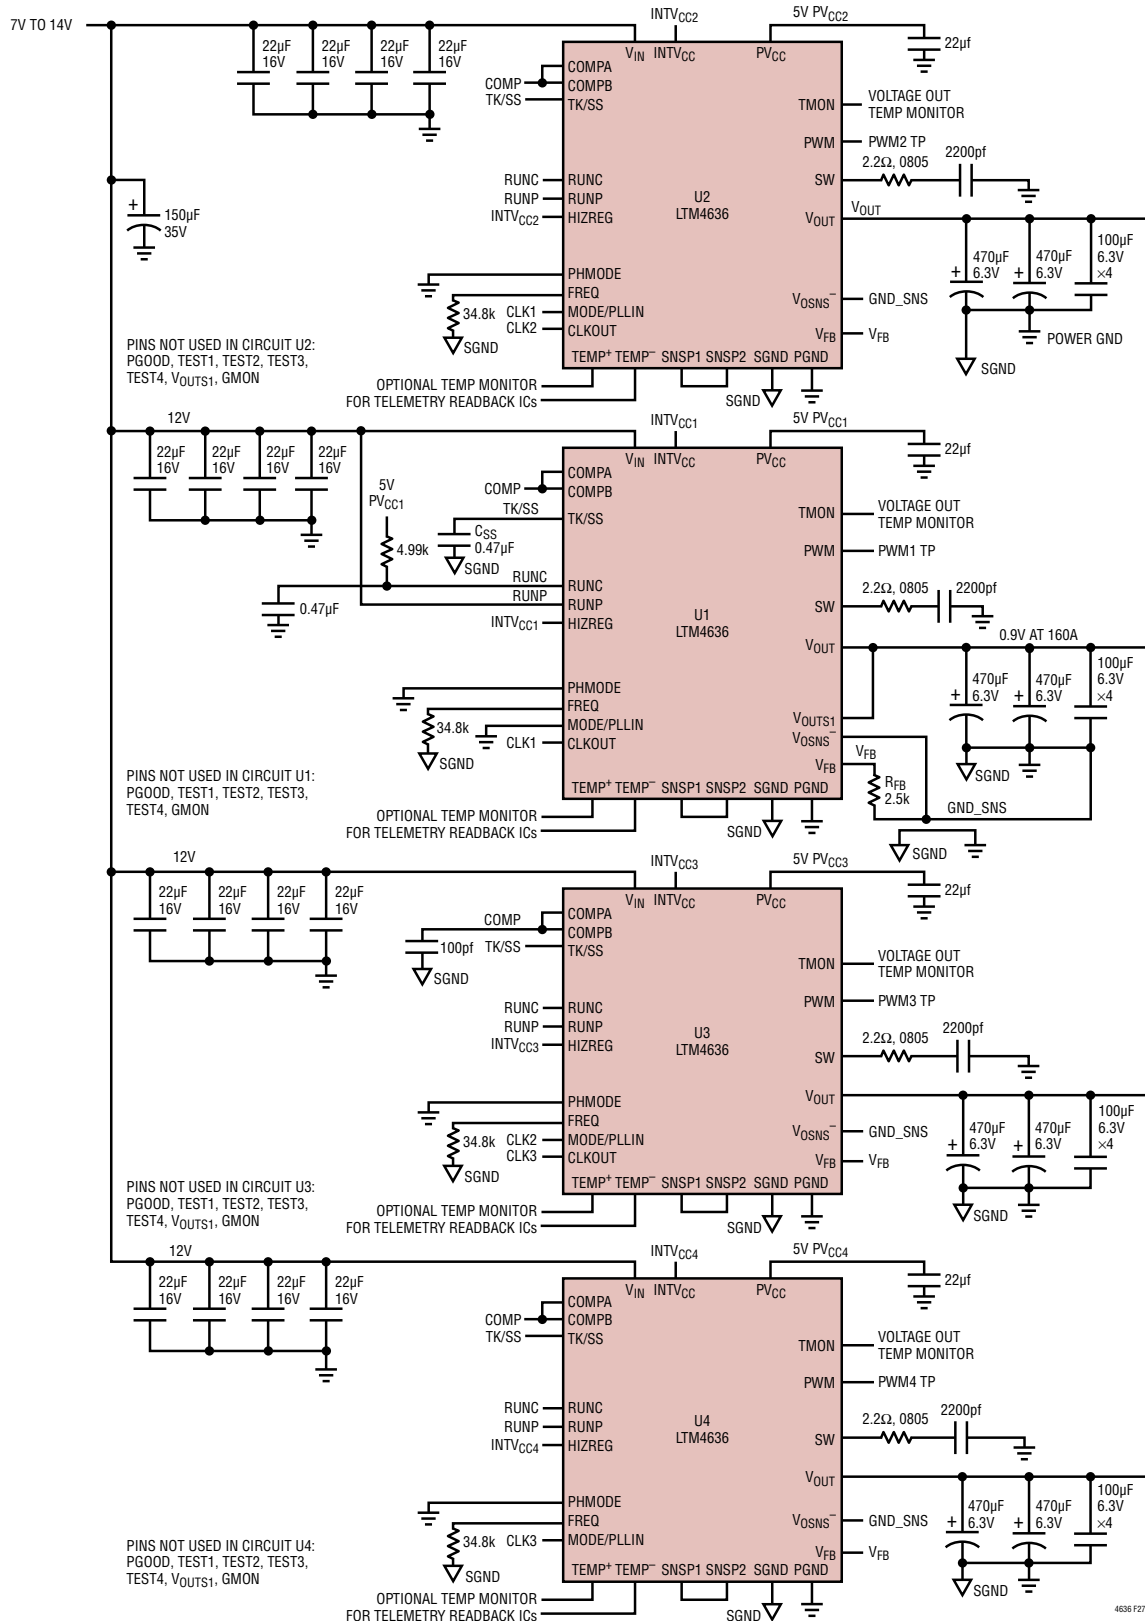 7V TO 14V
INTVCC2
5V PVCC2
22µF
16V
22µF
16V
22µF
16V
22µF
16V
22µf
VIN INTVCC PVCC
COMP
COMPA
COMPB
TK/SS
TK/SS
TMON
VOLTAGE OUT
TEMP MONITOR
PWM
PWM2 TP
2.2Ω, 0805
2200pf
SW
RUNC
RUNC
RUNP
RUNP
INTVCC2
HIZREG
U2
LTM4636
VOUT
VOUT
+
150µF
35V
+
470µF
6.3V
+
470µF
6.3V
100µF
6.3V
×4
PHMODE
FREQ
34.8k
SGND
CLK1
MODE/PLLIN
CLK2
CLKOUT
VOSNS–
GND_SNS
VFB
VFB
POWER GND
SGND
PINS NOT USED IN CIRCUIT U2:
PGOOD, TEST1, TEST2, TEST3,
TEST4, VOUTS1, GMON
TEMP+ TEMP– SNSP1 SNSP2 SGND PGND
OPTIONAL TEMP MONITOR
FOR TELEMETRY READBACK ICs
SGND
12V
INTVCC1
5V PVCC1
22µF
16V
22µF
16V
22µF
16V
22µF
16V
22µf
VIN INTVCC PVCC
COMP
COMPA
COMPB
5V
PVCC1
TK/SS
TK/SS
CSS
0.47µF
SGND
4.99k
TMON
VOLTAGE OUT
TEMP MONITOR
PWM
PWM1 TP
RUNC
RUNC
RUNP
RUNP
0.47µF
INTVCC1
HIZREG
2.2Ω, 0805
2200pf
SW
U1
LTM4636
VOUT
0.9V AT 160A
+
470µF
6.3V
+
470µF
6.3V
100µF
6.3V
×4
PHMODE
FREQ
34.8k
SGND
MODE/PLLIN
CLK1
CLKOUT
VOUTS1
VOSNS–
VFB
VFB
SGND
RFB
2.5k
GND_SNS
SGND
PINS NOT USED IN CIRCUIT U1:
PGOOD, TEST1, TEST2, TEST3,
TEST4, GMON
TEMP+ TEMP– SNSP1 SNSP2 SGND PGND
OPTIONAL TEMP MONITOR
FOR TELEMETRY READBACK ICs
SGND
12V
INTVCC3
5V PVCC3
22µF
16V
22µF
16V
22µF
16V
22µF
16V
22µf
VIN INTVCC PVCC
COMP
COMPA
COMPB
100pf
SGND
TK/SS
TK/SS
TMON
VOLTAGE OUT
TEMP MONITOR
PWM
PWM3 TP
RUNC
RUNC
RUNP
RUNP
INTVCC3
HIZREG
U3
LTM4636
2.2Ω, 0805
2200pf
SW
VOUT
+
470µF
6.3V
+
470µF
6.3V
100µF
6.3V
×4
PHMODE
FREQ
34.8k
SGND
CLK2
MODE/PLLIN
CLK3
CLKOUT
VOSNS–
GND_SNS
VFB
VFB
SGND
PINS NOT USED IN CIRCUIT U3:
PGOOD, TEST1, TEST2, TEST3,
TEST4, VOUTS1, GMON
TEMP+ TEMP– SNSP1 SNSP2 SGND PGND
OPTIONAL TEMP MONITOR
FOR TELEMETRY READBACK ICs
SGND
12V
INTVCC4
5V PVCC4
22µF
16V
22µF
16V
22µF
16V
22µF
16V
22µf
VIN INTVCC PVCC
COMP
COMPA
COMPB
TK/SS
TK/SS
TMON
VOLTAGE OUT
TEMP MONITOR
PWM
PWM4 TP
RUNC
RUNC
RUNP
RUNP
INTVCC4
HIZREG
U4
LTM4636
2.2Ω, 0805
2200pf
SW
VOUT
+
470µF
6.3V
+
470µF
6.3V
100µF
6.3V
×4
PHMODE
FREQ
34.8k
SGND
CLK3
MODE/PLLIN
VOSNS–
GND_SNS
VFB
VFB
SGND
PINS NOT USED IN CIRCUIT U4:
PGOOD, TEST1, TEST2, TEST3,
TEST4, VOUTS1, GMON
TEMP+ TEMP– SNSP1 SNSP2 SGND PGND
OPTIONAL TEMP MONITOR
FOR TELEMETRY READBACK ICs
SGND
4636 F27